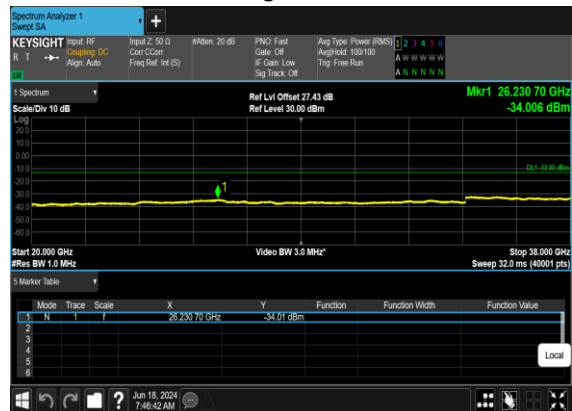 Spectrum Analyzer 1
Swept SA
+
KEYSIGHT Input: RF Input Z: 50 Ω #Atten: 20 dB PNO: Fast Avg Type: Power (RMS) 1 2 3 4 5 6
R T Coupling: DC Corr CCorr Gate: Off Avg|Hold: 100/100 A W W W W W
Align: Auto Freq Ref: Int (S) IF Gain: Low Trig: Free Run
Sig Track: Off A N N N N N
1 Spectrum
Ref Lvl Offset 27.43 dB Mkr1 26.230 70 GHz
Scale/Div 10 dB Ref Level 30.00 dBm -34.006 dBm
Log
20.0
10.0
0.00
-10.0
DL1 -13.00 dBm
-20.0
1
-30.0
-40.0
-50.0
-60.0
Start 20.000 GHz Video BW 3.0 MHz* Stop 38.000 GHz
#Res BW 1.0 MHz Sweep 32.0 ms (40001 pts)
5 Marker Table
Mode Trace Scale X Y Function Function Width Function Value
1 N 1 f 26.230 70 GHz -34.01 dBm
2
3
4
5
6
Local
? Jun 18, 2024
7:46:42 AM